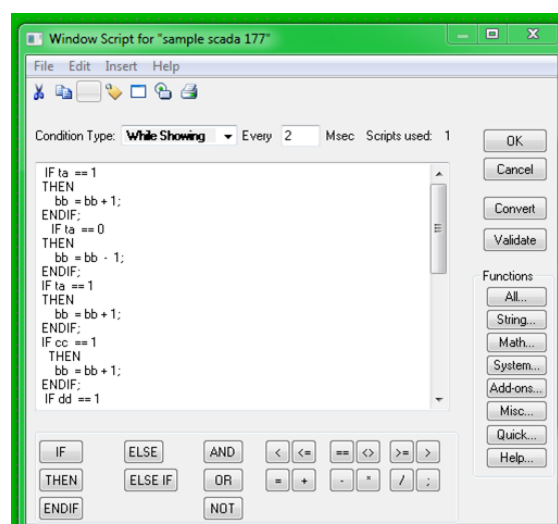 Window Script for "sample scada 177"
File Edit Insert Help
Condition Type: While Showing Every 2 Msec Scripts used: 1
IF ta == 1
THEN
bb = bb + 1;
ENDIF;
IF ta == 0
THEN
bb = bb - 1;
ENDIF;
IF ta == 1
THEN
bb = bb + 1;
ENDIF;
IF cc == 1
THEN
bb = bb + 1;
ENDIF;
IF dd == 1
OK
Cancel
Convert
Validate
Functions
All...
String...
Math...
System...
Add-ons...
Misc...
Quick...
Help...
IF ELSE AND < <= == <> >= >
THEN ELSE IF OR = + - * / ;
ENDIF NOT